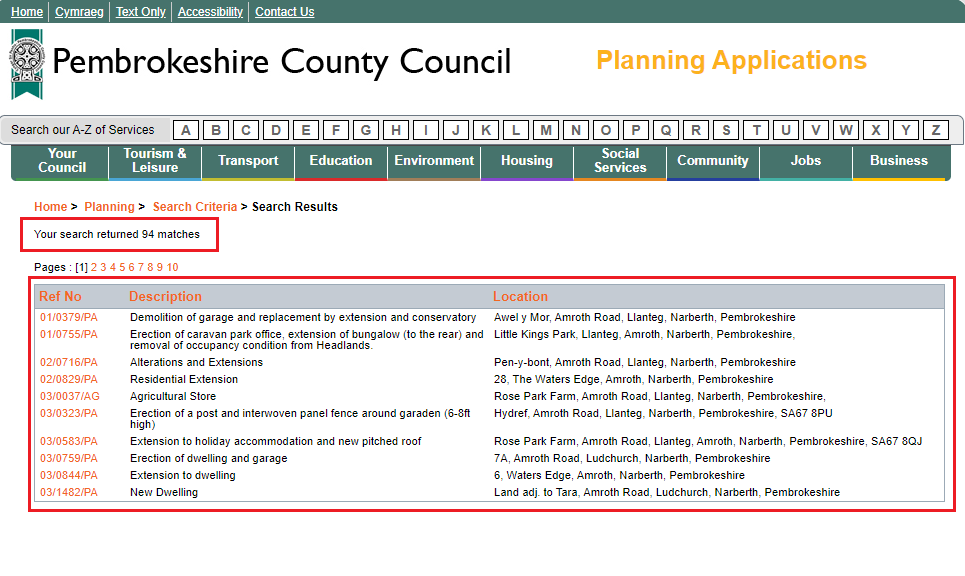 Home Cymraeg Text Only Accessibility Contact Us
Pembrokeshire County Council
Planning Applications
Search our A-Z of Services A B C D E F G H I J K L M N O P Q R S T U V W X Y Z
Your Council Tourism & Leisure Transport Education Environment Housing Social Services Community Jobs Business
Home > Planning > Search Criteria > Search Results
Your search returned 94 matches
Pages : [1] 2 3 4 5 6 7 8 9 10
Ref No Description Location
01/0379/PA Demolition of garage and replacement by extension and conservatory Awel y Mor, Amroth Road, Llanteg, Narberth, Pembrokeshire
01/0755/PA Erection of caravan park office, extension of bungalow (to the rear) and Little Kings Park, Llanteg, Amroth, Narberth, Pembrokeshire,
removal of occupancy condition from Headlands.
02/0716/PA Alterations and Extensions Pen-y-bont, Amroth Road, Llanteg, Narberth, Pembrokeshire
02/0829/PA Residential Extension 28, The Waters Edge, Amroth, Narberth, Pembrokeshire
03/0037/AG Agricultural Store Rose Park Farm, Amroth Road, Llanteg, Narberth, Pembrokeshire,
03/0323/PA Erection of a post and interwoven panel fence around garaden (6-8ft Hydref, Amroth Road, Llanteg, Narberth, Pembrokeshire, SA67 8PU
high)
03/0583/PA Extension to holiday accommodation and new pitched roof Rose Park Farm, Amroth Road, Llanteg, Amroth, Narberth, Pembrokeshire, SA67 8QJ
03/0759/PA Erection of dwelling and garage 7A, Amroth Road, Ludchurch, Narberth, Pembrokeshire
03/0844/PA Extension to dwelling 6, Waters Edge, Amroth, Narberth, Pembrokeshire
03/1482/PA New Dwelling Land adj. to Tara, Amroth Road, Ludchurch, Narberth, Pembrokeshire